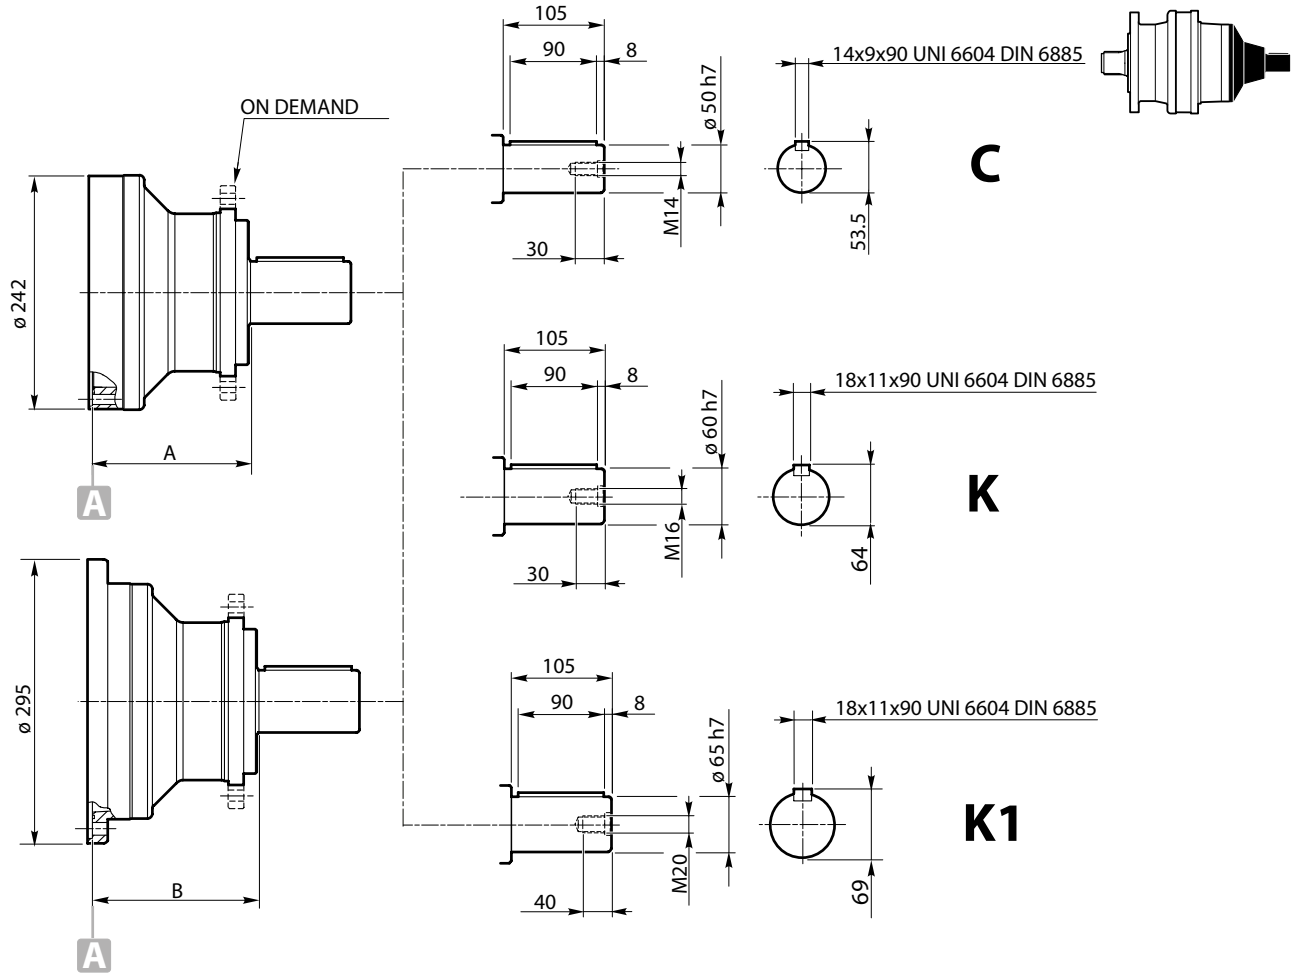 105
90
8
14x9x90 UNI 6604 DIN 6885
ON DEMAND
ø 50 h7
C
M14
53.5
30
ø 242
A
A
105
90
8
18x11x90 UNI 6604 DIN 6885
ø 60 h7
K
M16
64
30
ø 295
B
A
105
90
8
18x11x90 UNI 6604 DIN 6885
ø 65 h7
K1
M20
69
40